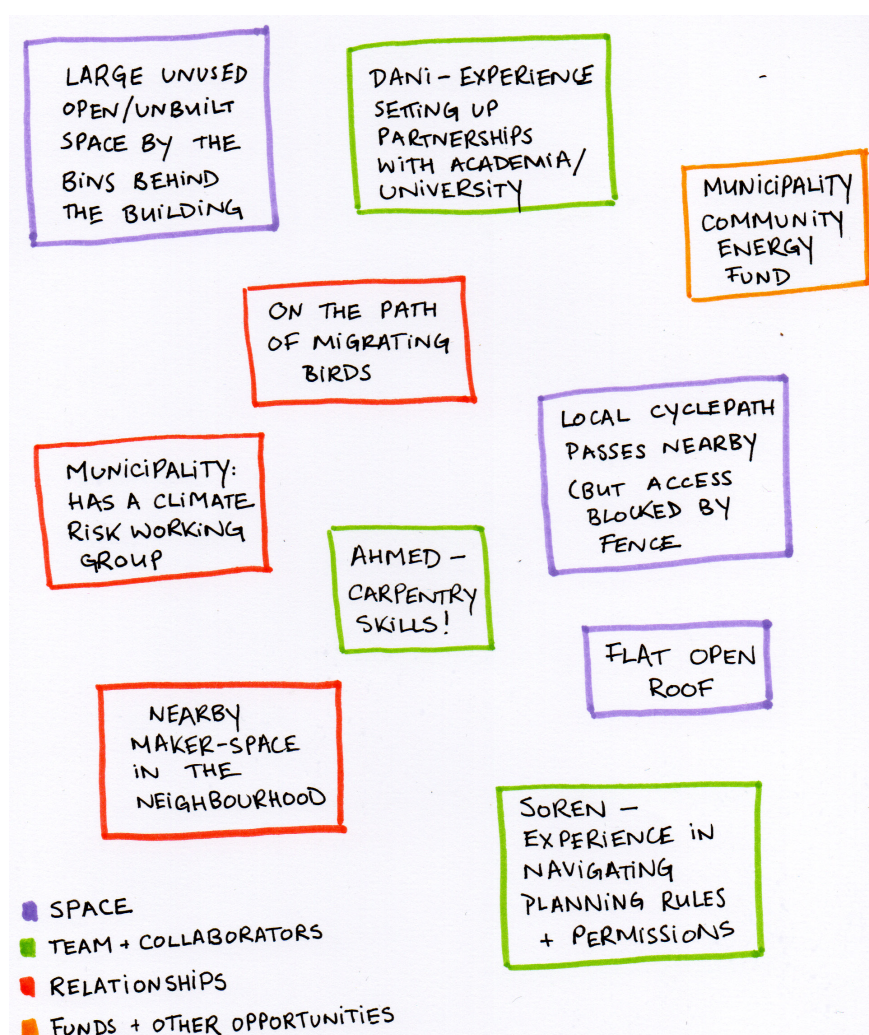 LARGE UNUSED
OPEN/UNBUILT
SPACE BY THE
BINS BEHIND
THE BUILDING
DANI - EXPERIENCE
SETTING UP
PARTNERSHIPS
WITH ACADEMIA/
UNIVERSITY
MUNICIPALITY
COMMUNITY
ENERGY
FUND
ON THE PATH
OF MIGRATING
BIRDS
LOCAL CYCLEPATH
PASSES NEARBY
(BUT ACCESS
BLOCKED BY
FENCE
MUNICIPALITY:
HAS A CLIMATE
RISK WORKING
GROUP
AHMED -
CARPENTRY
SKILLS!
FLAT OPEN
ROOF
NEARBY
MAKER-SPACE
IN THE
NEIGHBOURHOOD
SOREN -
EXPERIENCE IN
NAVIGATING
PLANNING RULES
+ PERMISSIONS
SPACE
TEAM + COLLABORATORS
RELATIONSHIPS
FUNDS + OTHER OPPORTUNITIES